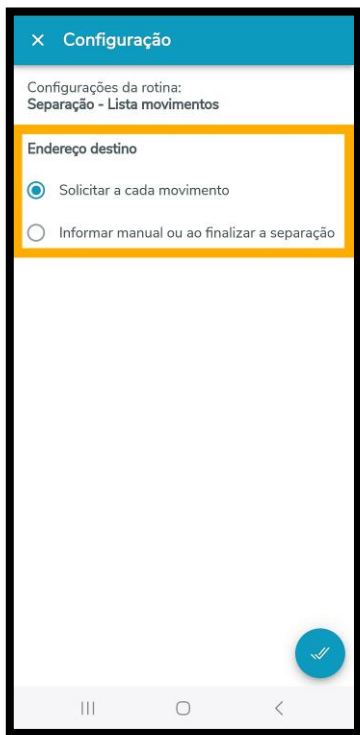 Configuração
Configurações da rotina:
Separação - Lista movimentos
Endereço destino
Solicitar a cada movimento
Informar manual ou ao finalizar a separação